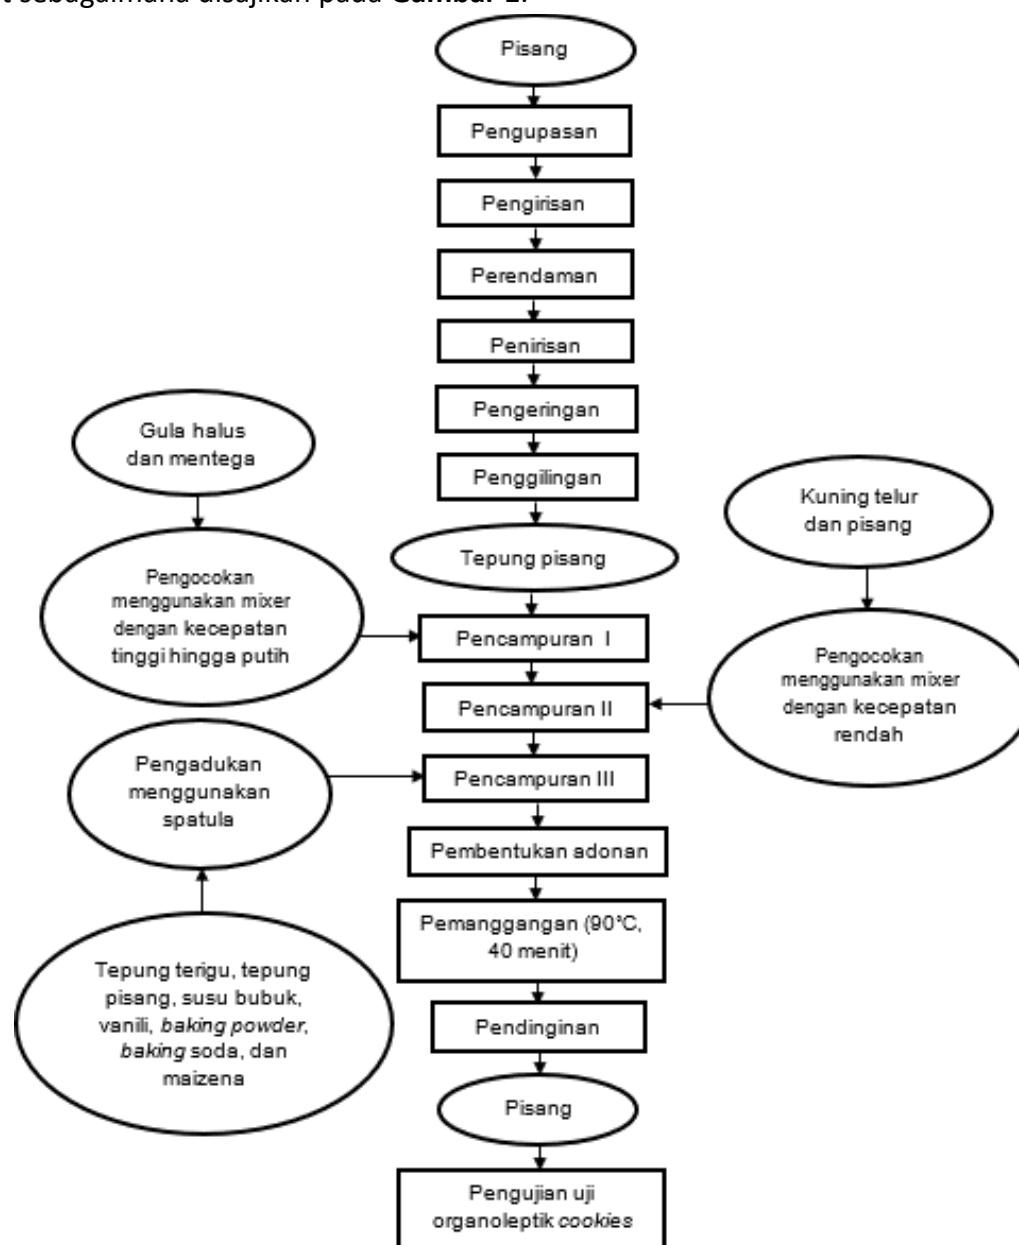 sebagaimana disajikan pada Gambar
Pisang
Pengupasan
Pengirisan
Perendaman
Penirisan
Pengeringan
Penggilingan
Tepung pisang
Gula halus
dan mentega
Pengocokan
menggunakan mixer
dengan kecepatan
tinggi hingga putih
Pencampuran I
Kuning telur
dan pisang
Pengocokan
menggunakan mixer
dengan kecepatan
rendah
Pencampuran II
Pengadukan
menggunakan
spatula
Pencampuran III
Tepung terigu, tepung
pisang, susu bubuk,
vanili, baking powder,
baking soda, dan
maizena
Pembentukan adonan
Pemanggangan (90°C,
40 menit)
Pendinginan
Pisang
Pengujian uji
organoleptik cookies